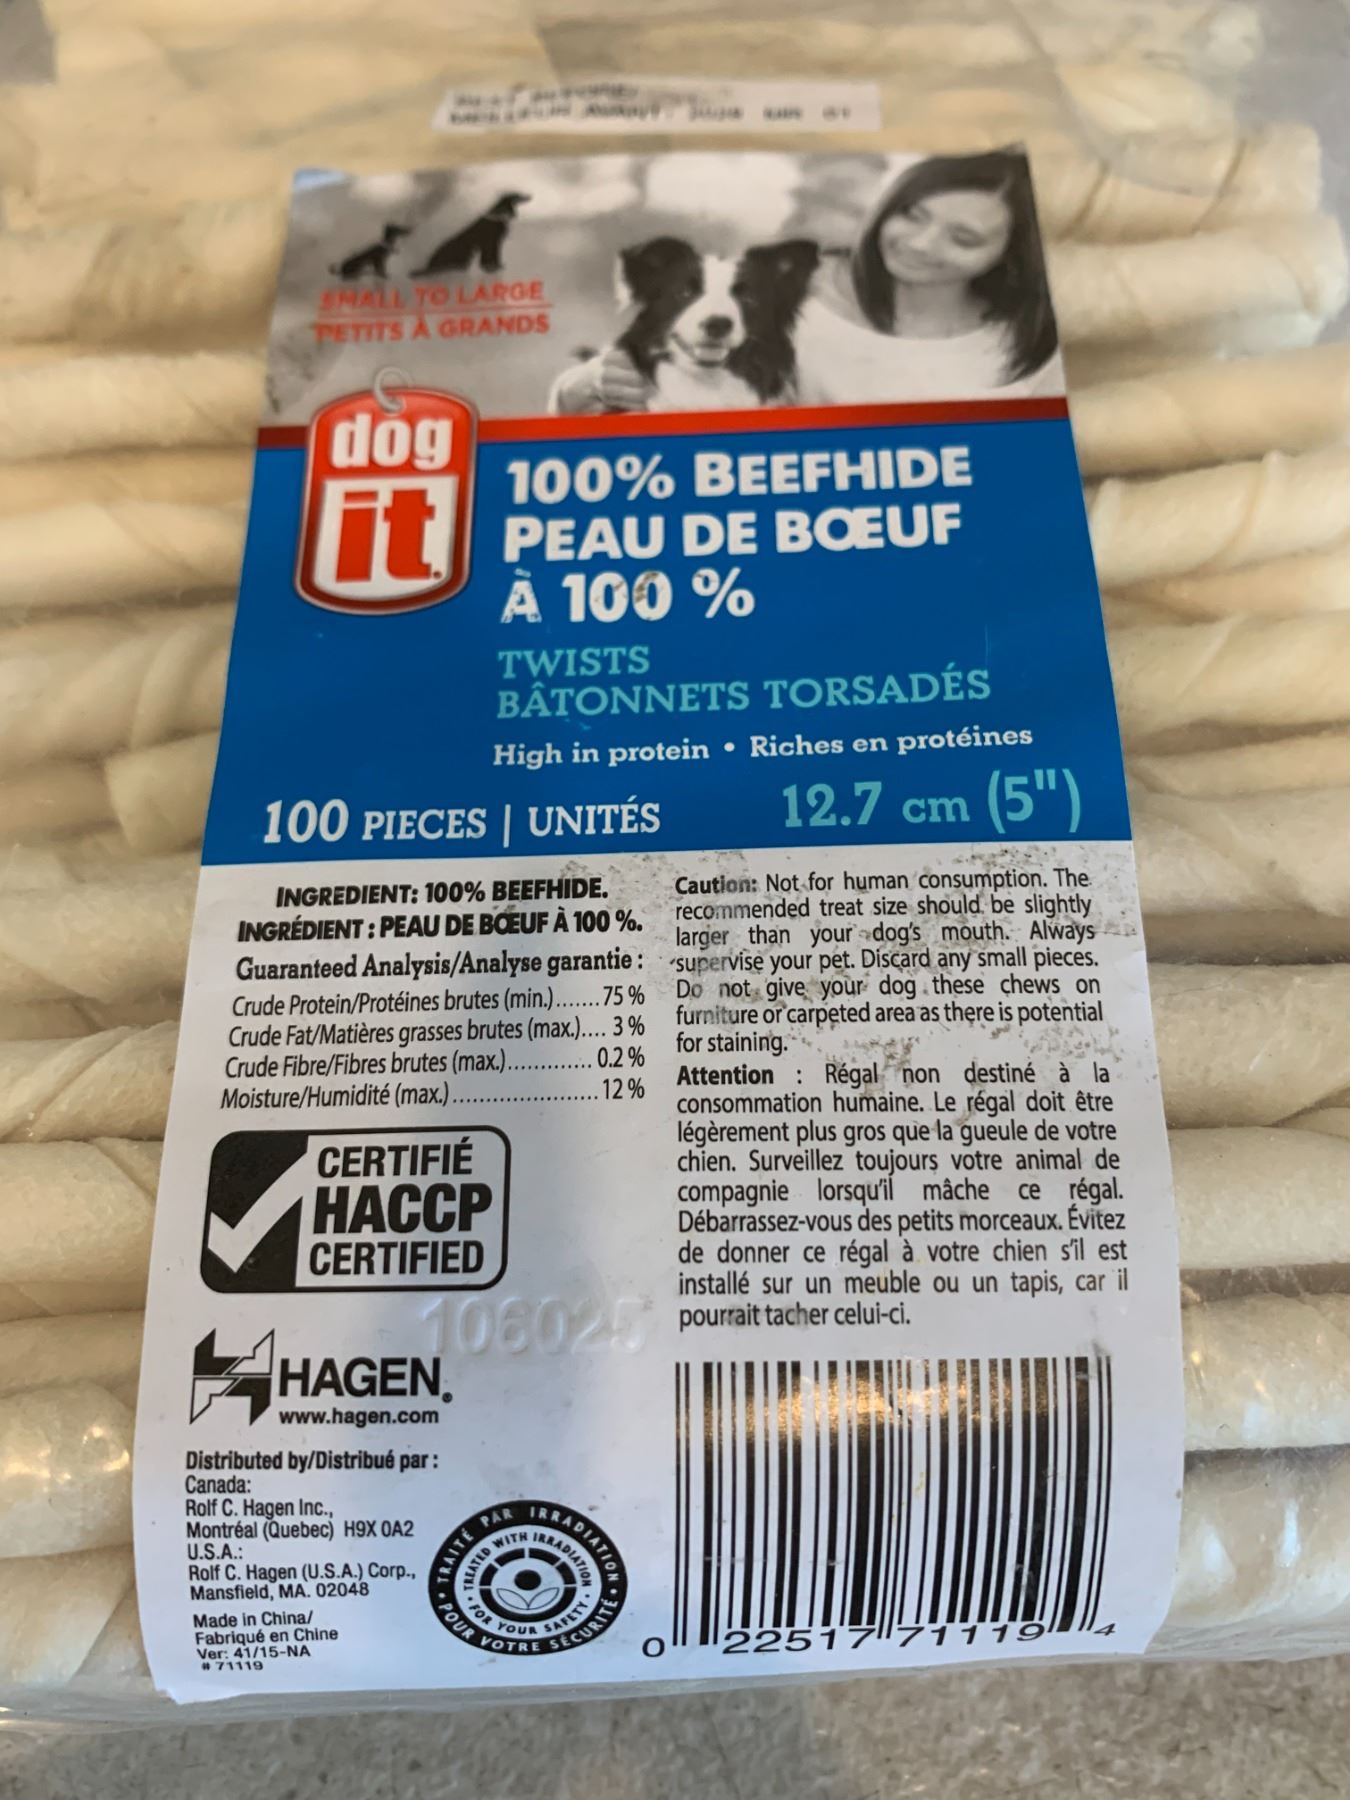 SMALL TO LARGE
PETITS À GRANDS
dog
it
100% BEEFHIDE
PEAU DE BŒUF
À 100 %
TWISTS
BÂTONNETS TORSADÉS
High in protein • Riches en protéines
100 PIECES | UNITÉS
12.7 cm (5")
INGREDIENT: 100% BEEFHIDE.
INGRÉDIENT : PEAU DE BŒUF À 100 %.
Guaranteed Analysis/Analyse garantie :
Crude Protein/Protéines brutes (min.).......75 %
Crude Fat/Matières grasses brutes (max.).... 3 %
Crude Fibre/Fibres brutes (max.)............. 0.2 %
Moisture/Humidité (max.)...................... 12 %
Caution: Not for human consumption. The
recommended treat size should be slightly
larger than your dog's mouth. Always
supervise your pet. Discard any small pieces.
Do not give your dog these chews on
furniture or carpeted area as there is potential
for staining.
Attention : Régal non destiné à la
consommation humaine. Le régal doit être
légèrement plus gros que la gueule de votre
chien. Surveillez toujours votre animal de
compagnie lorsqu'il mâche ce régal.
Débarrassez-vous des petits morceaux. Évitez
de donner ce régal à votre chien s'il est
installé sur un meuble ou un tapis, car il
pourrait tacher celui-ci.
CERTIFIÉ
HACCP
CERTIFIED
106025
HAGEN®
www.hagen.com
Distributed by/Distribué par :
Canada:
Rolf C. Hagen Inc.,
Montréal (Quebec) H9X 0A2
U.S.A.:
Rolf C. Hagen (U.S.A.) Corp.,
Mansfield, MA. 02048
Made in China/
Fabriqué en Chine
Ver: 41/15-NA
# 71119
TRAITÉ PAR IRRADIATION • POUR VOTRE SÉCURITÉ •
TREATED WITH IRRADIATION • FOR YOUR SAFETY •
0 22517 71119 4